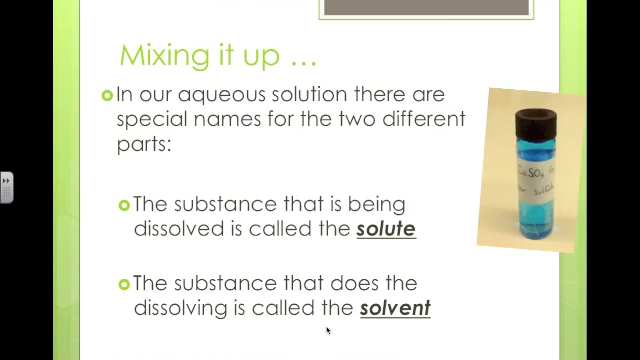 Mixing it up …
In our aqueous solution there are
special names for the two different
parts:
The substance that is being
dissolved is called the solute
The substance that does the
dissolving is called the solvent